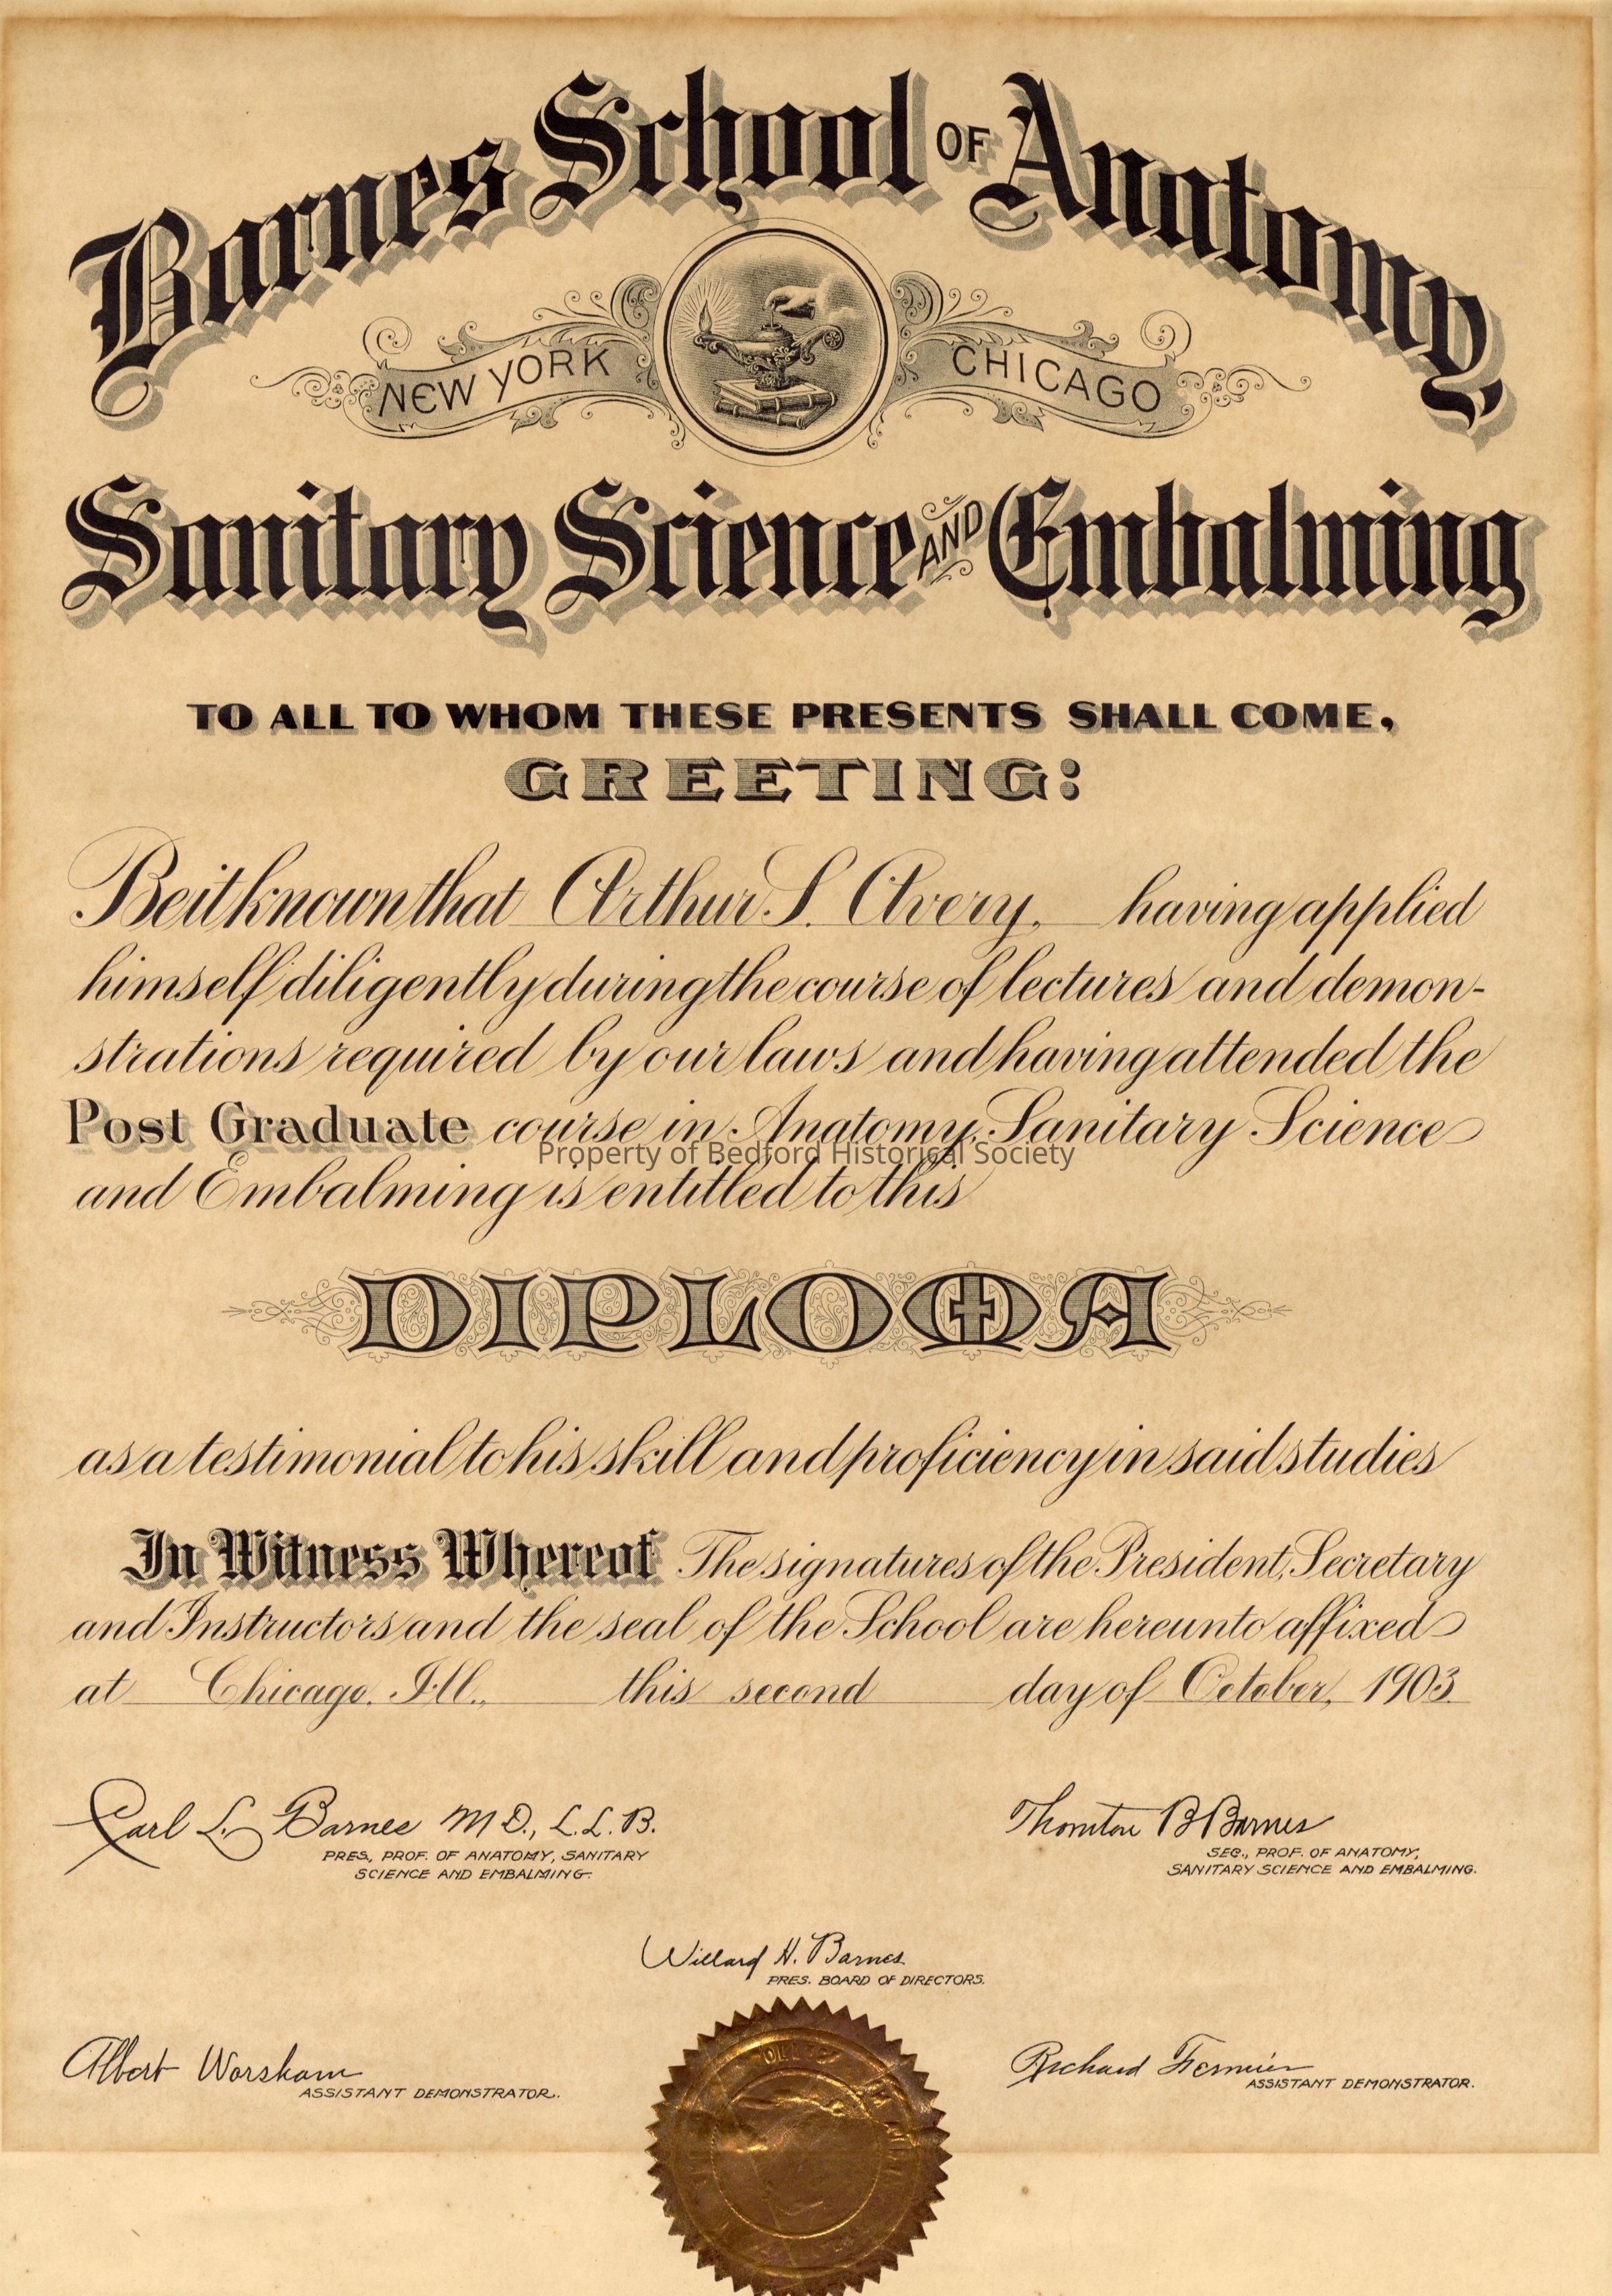 Barnes School OF Anatomy
NEW YORK
CHICAGO
Sanitary Science AND Embalming
TO ALL TO WHOM THESE PRESENTS SHALL COME,
GREETING:
Be it known that Arthur S. Avery, having applied
himself diligently during the course of lectures and demon-
strations required by our laws and having attended the
Post Graduate course in Anatomy, Sanitary Science
Property of Bedford Historical Society
and Embalming is entitled to this
DIPLOMA
as a testimonial to his skill and proficiency in said studies
In Witness Whereof The signatures of the President, Secretary
and Instructors and the seal of the School are hereunto affixed
at Chicago, Ill., this second day of October, 1903
Carl L. Barnes M.D., L.L.B.
PRES., PROF. OF ANATOMY, SANITARY
SCIENCE AND EMBALMING.
Thornton B Barnes
SEC., PROF. OF ANATOMY,
SANITARY SCIENCE AND EMBALMING.
Willard H. Barnes
PRES. BOARD OF DIRECTORS.
Albert Worsham
ASSISTANT DEMONSTRATOR.
Richard
ASSISTANT DEMONSTRATOR.